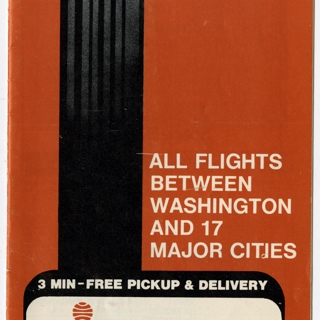 ALL FLIGHTS
BETWEEN
WASHINGTON
AND 17
MAJOR CITIES
3 MIN-FREE PICKUP & DELIVERY